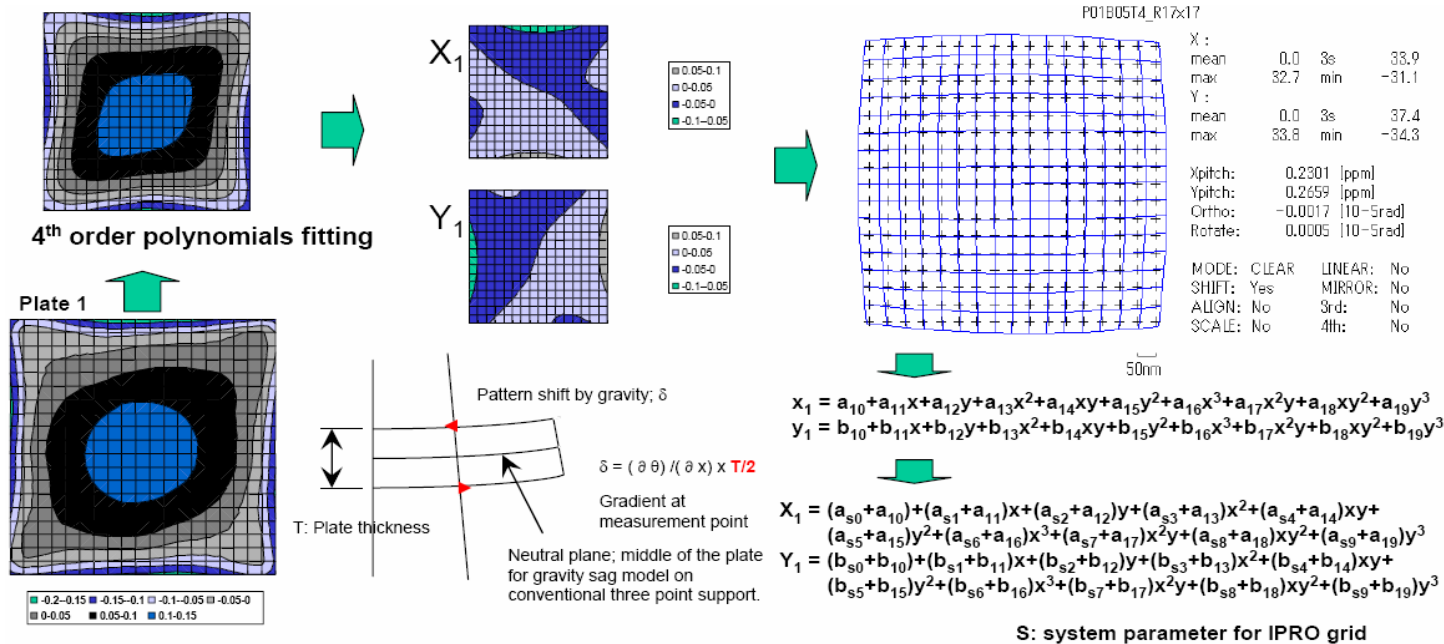 4th order polynomials fitting
Plate 1
-0.2--0.15 -0.15--0.1 -0.1--0.05 -0.05-0
0-0.05 0.05-0.1 0.1-0.15
X1
0.05-0.1
0-0.05
-0.05-0
-0.1--0.05
Y1
0.05-0.1
0-0.05
-0.05-0
-0.1--0.05
Pattern shift by gravity; δ
δ = ( ∂ θ) /( ∂ x) x T/2
Gradient at
measurement point
T: Plate thickness
Neutral plane; middle of the plate
for gravity sag model on
conventional three point support.
P01B05T4_R17x17
X :
mean 0.0 3s 33.9
max 32.7 min -31.1
Y :
mean 0.0 3s 37.4
max 33.8 min -34.3
Xpitch: 0.2301 [ppm]
Ypitch: 0.2659 [ppm]
Ortho: -0.0017 [10-5rad]
Rotate: 0.0005 [10-5rad]
MODE: CLEAR LINEAR: No
SHIFT: Yes MIRROR: No
ALIGN: No 3rd: No
SCALE: No 4th: No
50nm
x1 = a10+a11x+a12y+a13x2+a14xy+a15y2+a16x3+a17x2y+a18xy2+a19y3
y1 = b10+b11x+b12y+b13x2+b14xy+b15y2+b16x3+b17x2y+b18xy2+b19y3
X1 = (as0+a10)+(as1+a11)x+(as2+a12)y+(as3+a13)x2+(as4+a14)xy+
(as5+a15)y2+(as6+a16)x3+(as7+a17)x2y+(as8+a18)xy2+(as9+a19)y3
Y1 = (bs0+b10)+(bs1+b11)x+(bs2+b12)y+(bs3+b13)x2+(bs4+b14)xy+
(bs5+b15)y2+(bs6+b16)x3+(bs7+b17)x2y+(bs8+b18)xy2+(bs9+b19)y3
S: system parameter for IPRO grid